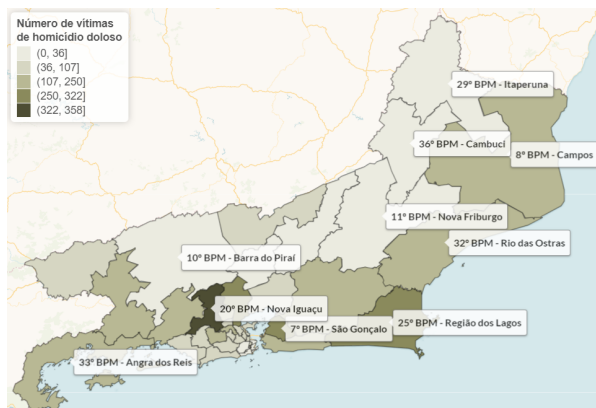 Número de vítimas
de homicídio doloso
(0, 36]
(36, 107]
(107, 250]
(250, 322]
(322, 358]
29º BPM - Itaperuna
36º BPM - Cambuci
8º BPM - Campos
11º BPM - Nova Friburgo
32º BPM - Rio das Ostras
10º BPM - Barra do Piraí
20º BPM - Nova Iguaçu
7º BPM - São Gonçalo
25º BPM - Região dos Lagos
33º BPM - Angra dos Reis